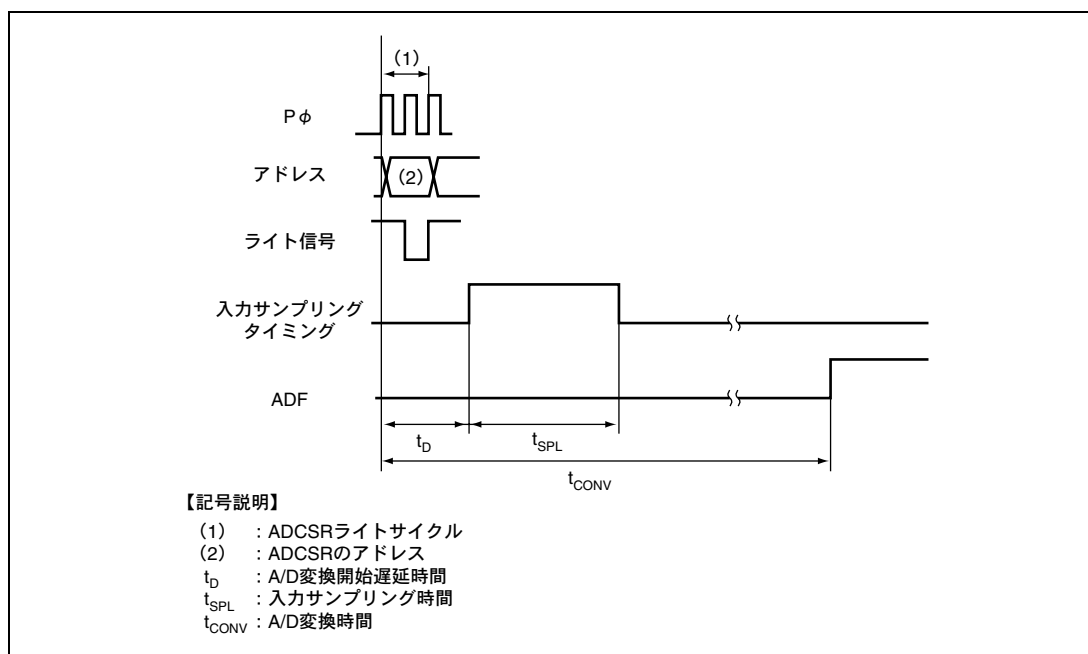 (1)
Pφ
アドレス
(2)
ライト信号
入力サンプリング
タイミング
ADF
tD
tSPL
tCONV
【記号説明】
(1) :ADCSRライトサイクル
(2) :ADCSRのアドレス
tD :A/D変換開始遅延時間
tSPL :入力サンプリング時間
tCONV :A/D変換時間